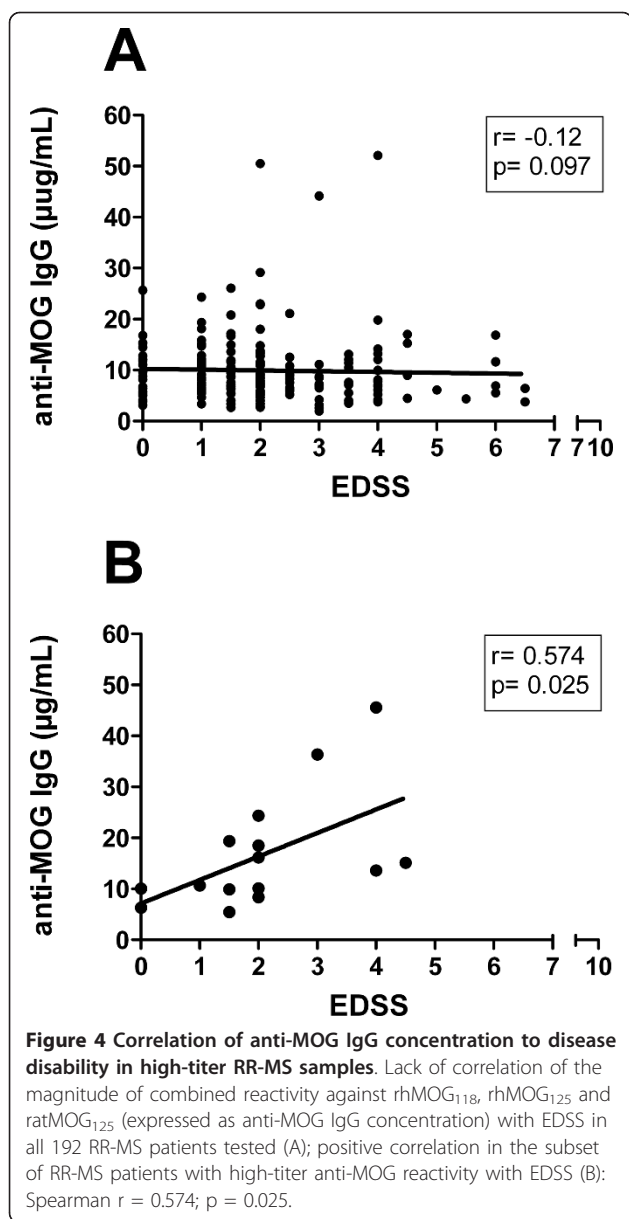 A
60
50
40
30
20
10
0
anti-MOG IgG (µug/mL)
r= -0.12
p= 0.097
0 1 2 3 4 5 6 7 710
EDSS
B
60
50
40
30
20
10
0
anti-MOG IgG (µg/mL)
r= 0.574
p= 0.025
0 1 2 3 4 5 6 7 10
EDSS
Figure 4 Correlation of anti-MOG IgG concentration to disease
disability in high-titer RR-MS samples. Lack of correlation of the
magnitude of combined reactivity against rhMOG₁₁₈, rhMOG₁₂₅ and
ratMOG₁₂₅ (expressed as anti-MOG IgG concentration) with EDSS in
all 192 RR-MS patients tested (A); positive correlation in the subset
of RR-MS patients with high-titer anti-MOG reactivity with EDSS (B):
Spearman r = 0.574; p = 0.025.